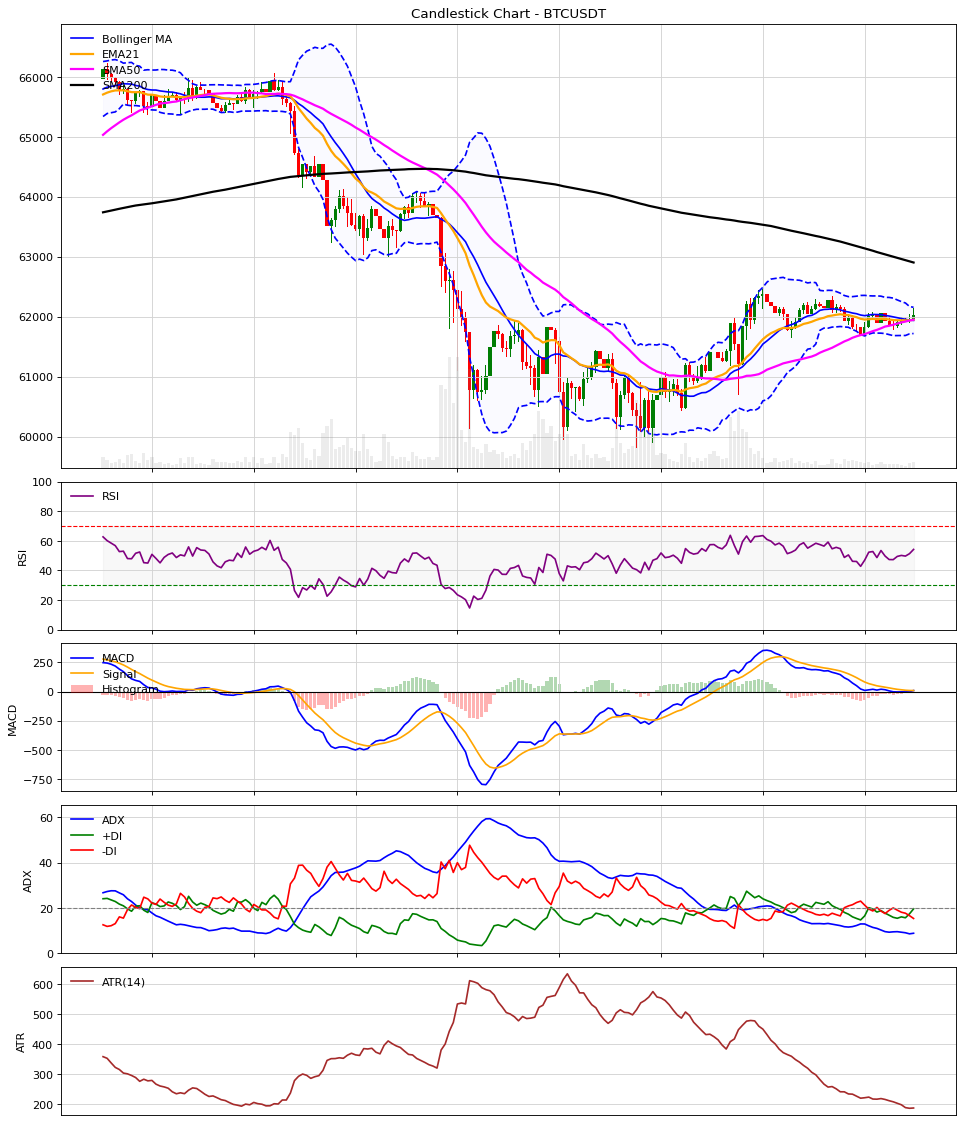 Candlestick Chart - BTCUSDT
Bollinger MA
EMA21
SMA50
SMA200
66000
65000
64000
63000
62000
61000
60000
RSI
100
80
60
40
20
0
RSI
MACD
Signal
Histogram
250
0
−250
−500
−750
MACD
ADX
+DI
-DI
60
40
20
0
ADX
ATR(14)
600
500
400
300
200
ATR